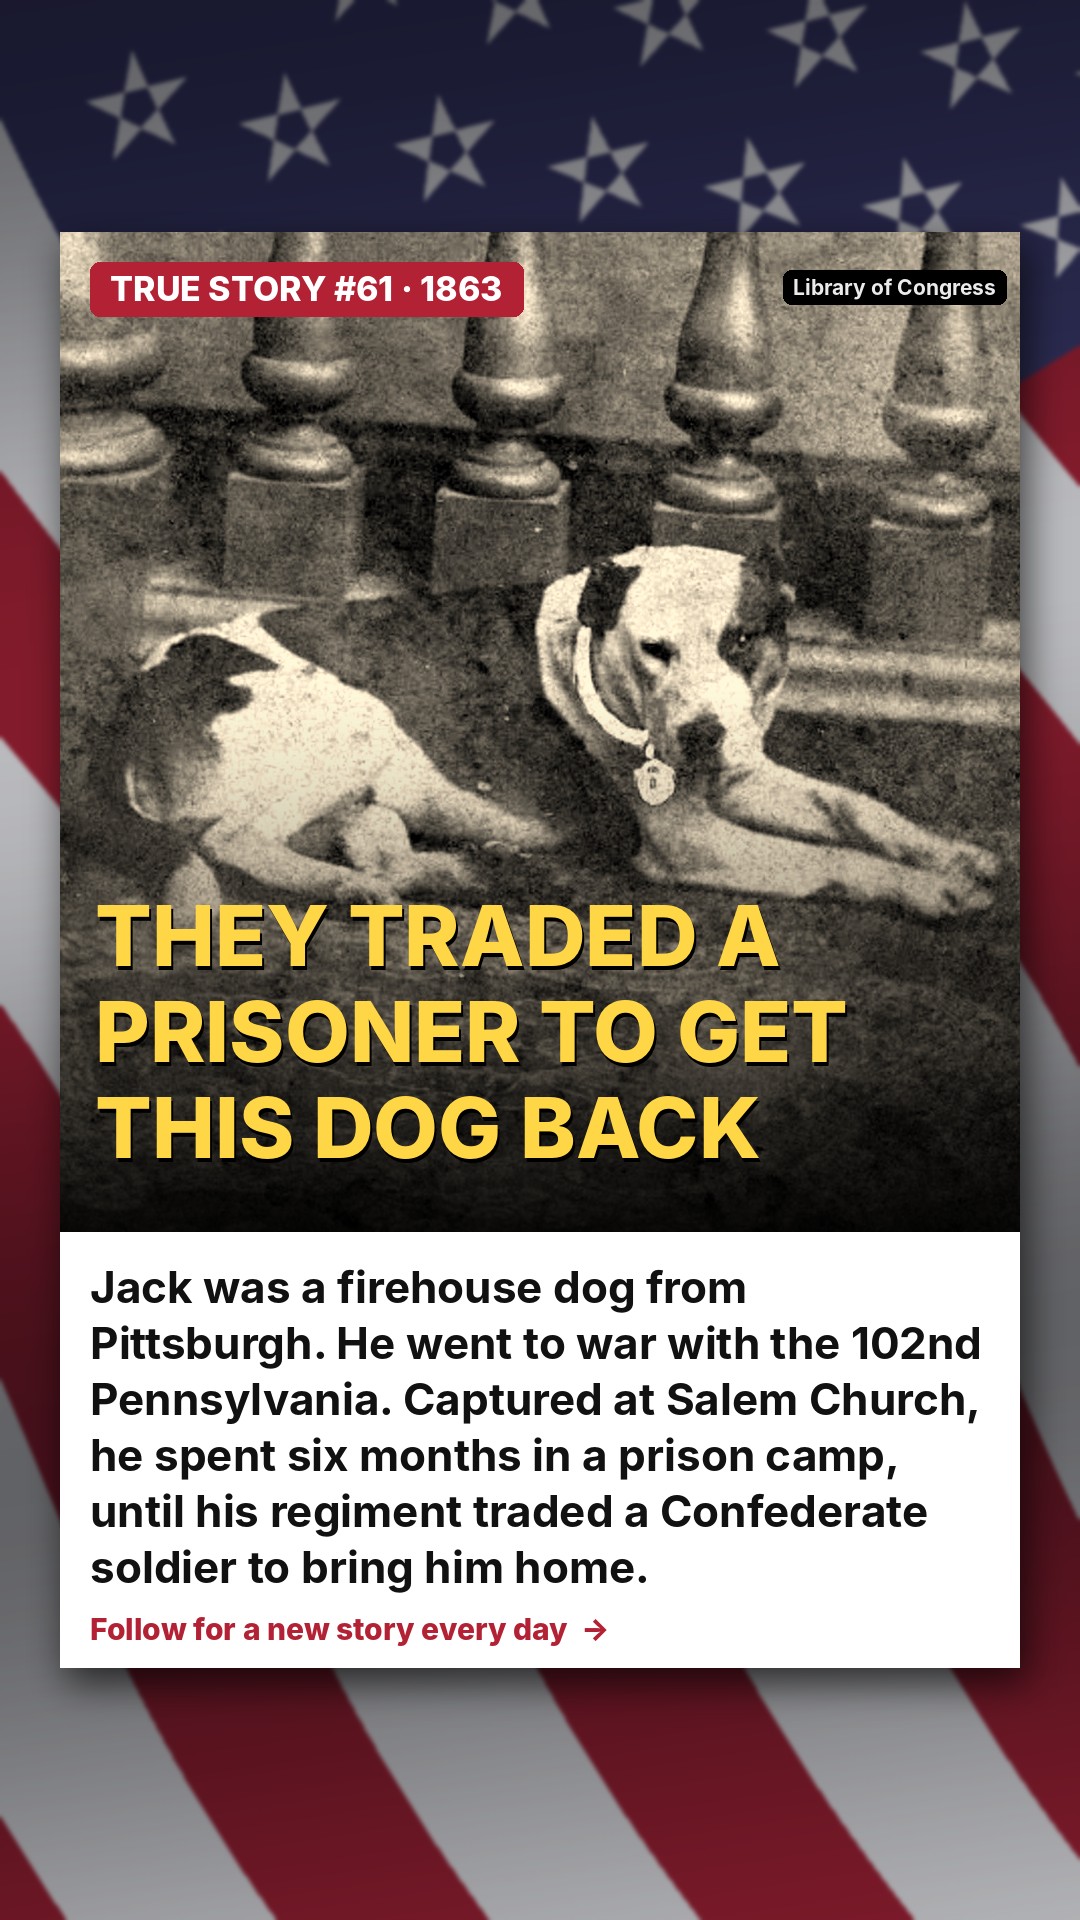 TRUE STORY #61 · 1863
Library of Congress
THEY TRADED A
PRISONER TO GET
THIS DOG BACK
Jack was a firehouse dog from
Pittsburgh. He went to war with the 102nd
Pennsylvania. Captured at Salem Church,
he spent six months in a prison camp,
until his regiment traded a Confederate
soldier to bring him home.
Follow for a new story every day →